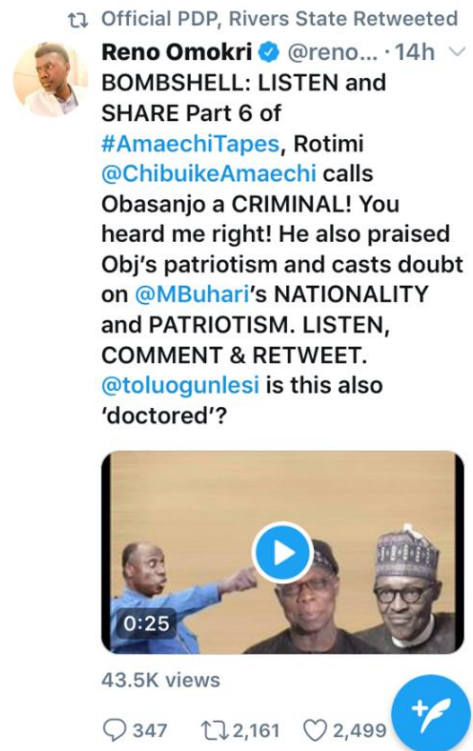 Official PDP, Rivers State Retweeted
Reno Omokri @reno... · 14h
BOMBSHELL: LISTEN and
SHARE Part 6 of
#AmaechiTapes, Rotimi
@ChibuikeAmaechi calls
Obasanjo a CRIMINAL! You
heard me right! He also praised
Obj's patriotism and casts doubt
on @MBuhari's NATIONALITY
and PATRIOTISM. LISTEN,
COMMENT & RETWEET.
@toluogunlesi is this also
'doctored'?
0:25
43.5K views
347 2,161 2,499